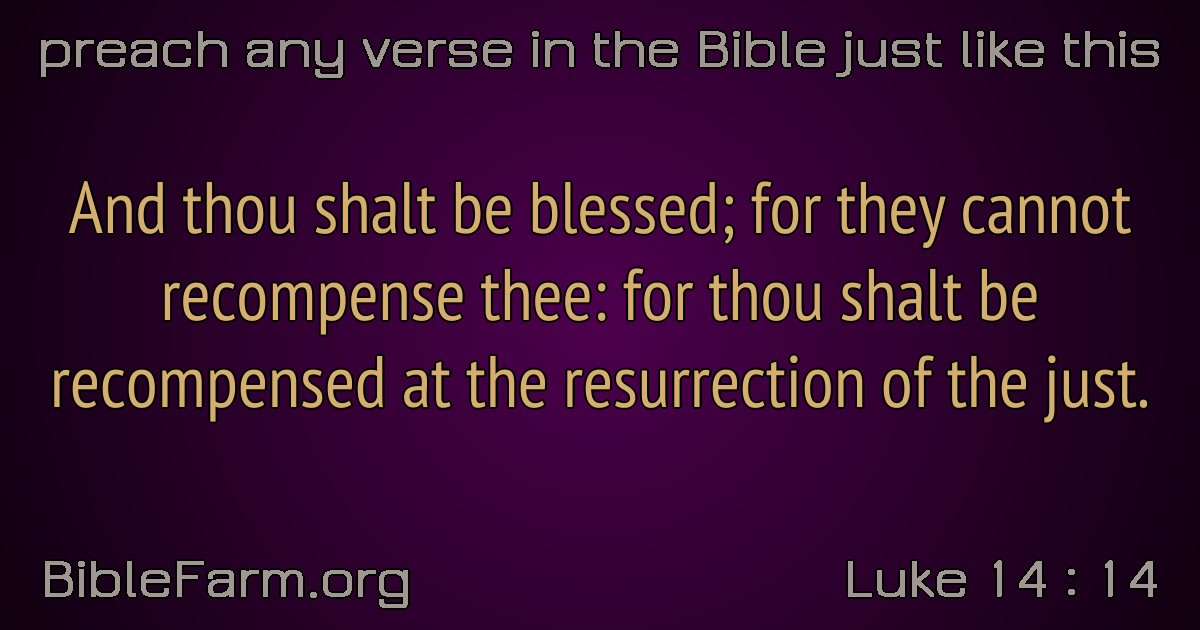 preach any verse in the Bible just like this
And thou shalt be blessed; for they cannot
recompense thee: for thou shalt be
recompensed at the resurrection of the just.
BibleFarm.org
Luke 14 : 14